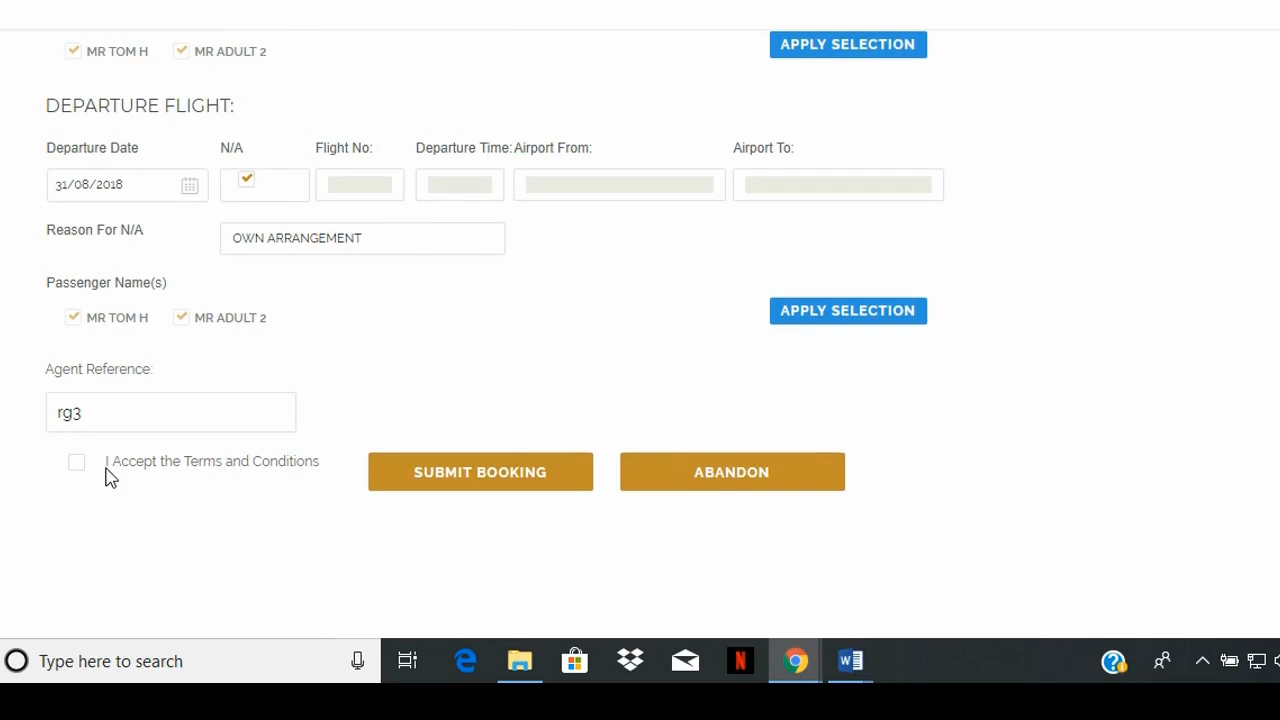 MR TOM H MR ADULT 2 APPLY SELECTION
DEPARTURE FLIGHT:
Departure Date N/A Flight No: Departure Time: Airport From: Airport To:
31/08/2018
Reason For N/A OWN ARRANGEMENT
Passenger Name(s)
MR TOM H MR ADULT 2 APPLY SELECTION
Agent Reference:
rg3
I Accept the Terms and Conditions SUBMIT BOOKING ABANDON
Type here to search